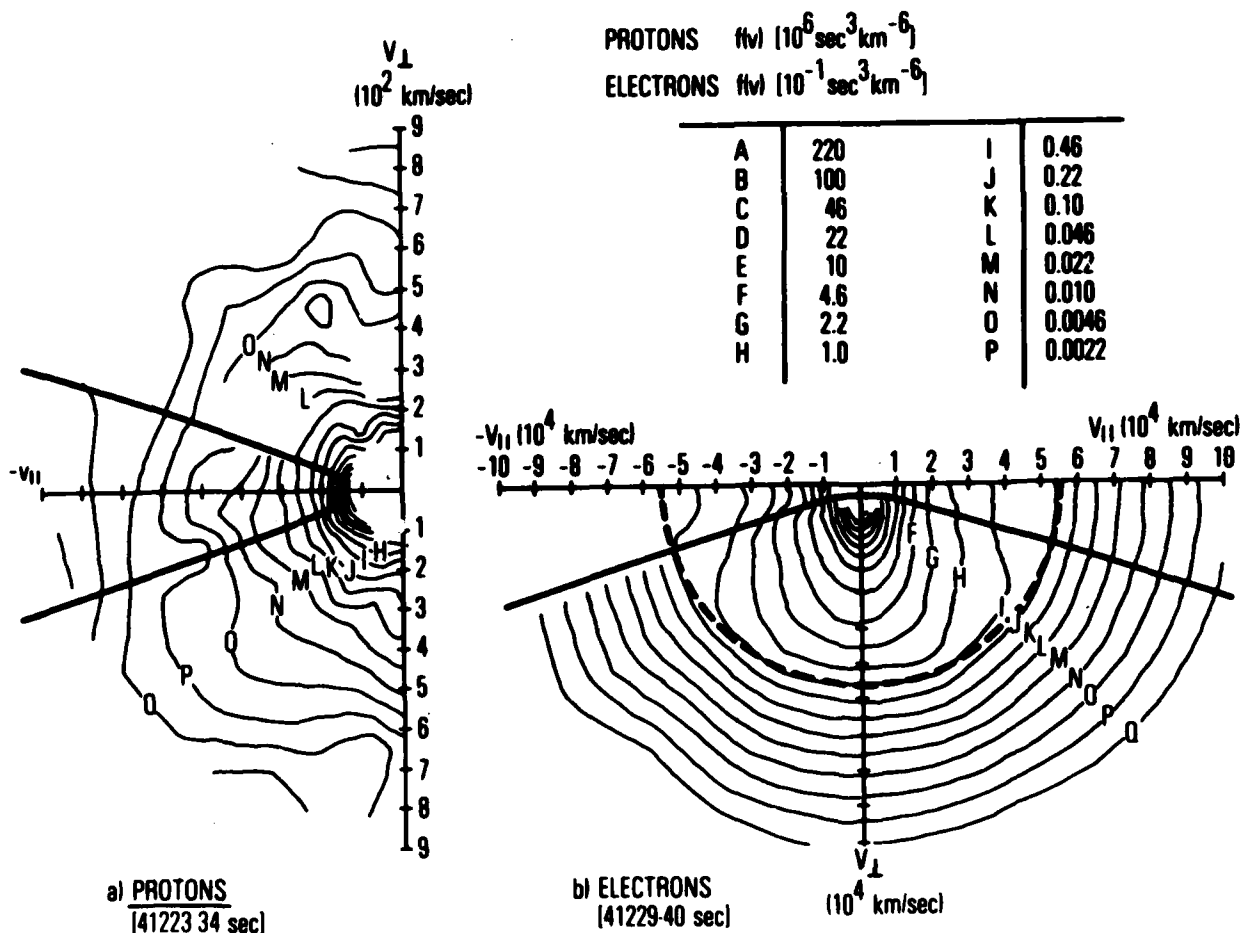 PROTONS f(v) [10^6 sec^3 km^-6]
ELECTRONS f(v) [10^-1 sec^3 km^-6]
A 220 I 0.46
B 100 J 0.22
C 46 K 0.10
D 22 L 0.046
E 10 M 0.022
F 4.6 N 0.010
G 2.2 O 0.0046
H 1.0 P 0.0022
V⊥
(10^2 km/sec)
9
8
7
6
5
4
3
2
1
1
2
3
4
5
6
7
8
9
-V||
O
N
M
L
H
I
J
K
L
M
N
O
P
Q
a) PROTONS
[41223 34 sec]
-V|| (10^4 km/sec)
V|| (10^4 km/sec)
-10 -9 -8 -7 -6 -5 -4 -3 -2 -1 1 2 3 4 5 6 7 8 9 10
F
G
H
I
J
K
L
M
N
O
P
Q
V⊥
(10^4 km/sec)
b) ELECTRONS
[41229-40 sec]